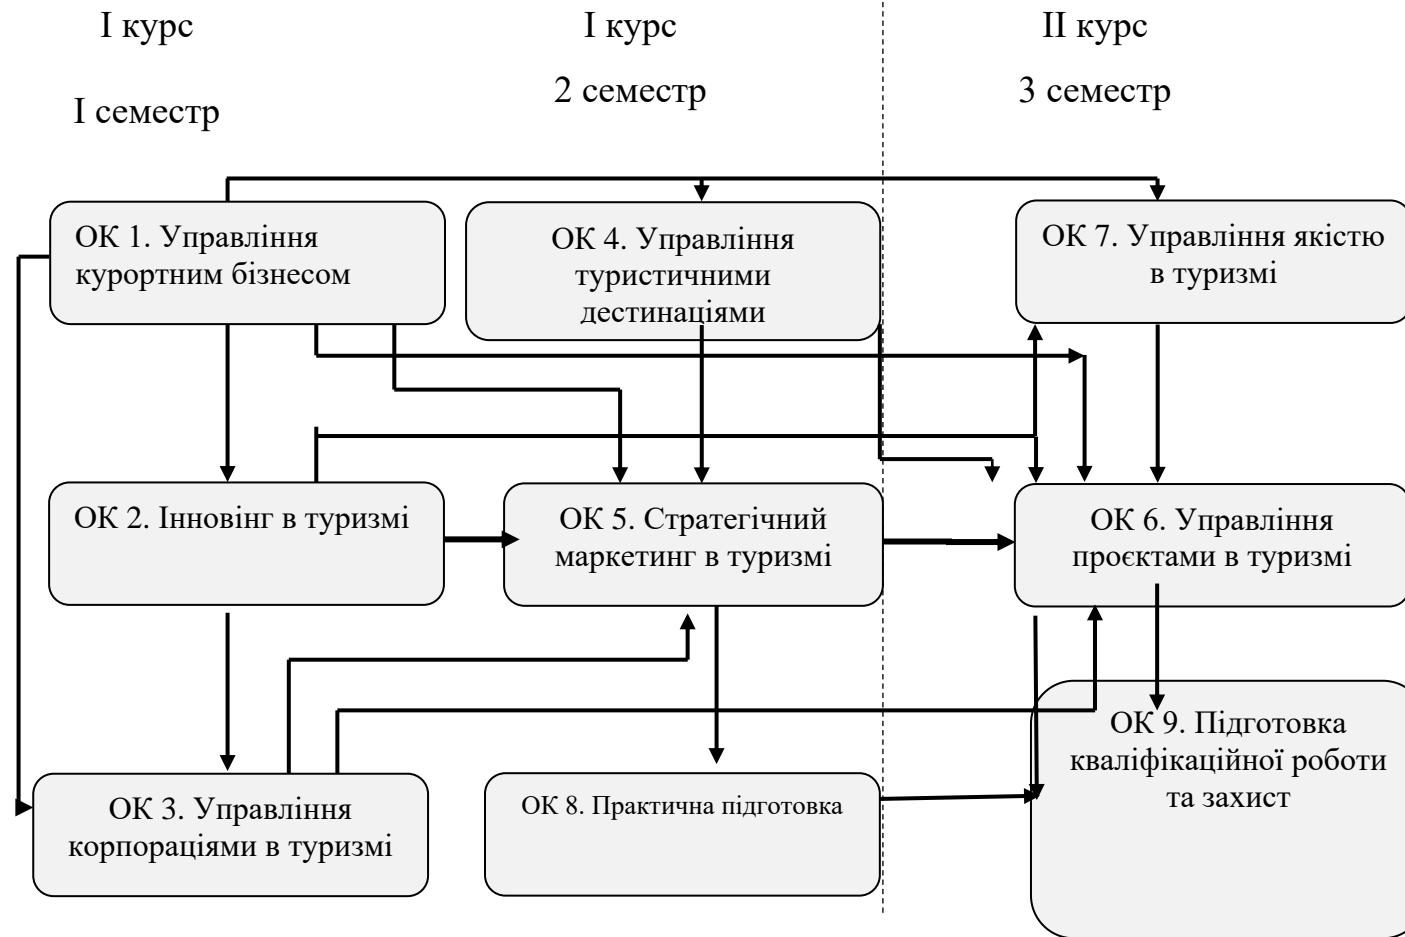 І курс
І курс
ІІ курс
І семестр
2 семестр
3 семестр
ОК 1. Управління
курортним бізнесом
ОК 4. Управління
туристичними
дестинаціями
ОК 7. Управління якістю
в туризмі
ОК 2. Інновінг в туризмі
ОК 5. Стратегічний
маркетинг в туризмі
ОК 6. Управління
проєктами в туризмі
ОК 3. Управління
корпораціями в туризмі
ОК 8. Практична підготовка
ОК 9. Підготовка
кваліфікаційної роботи
та захист